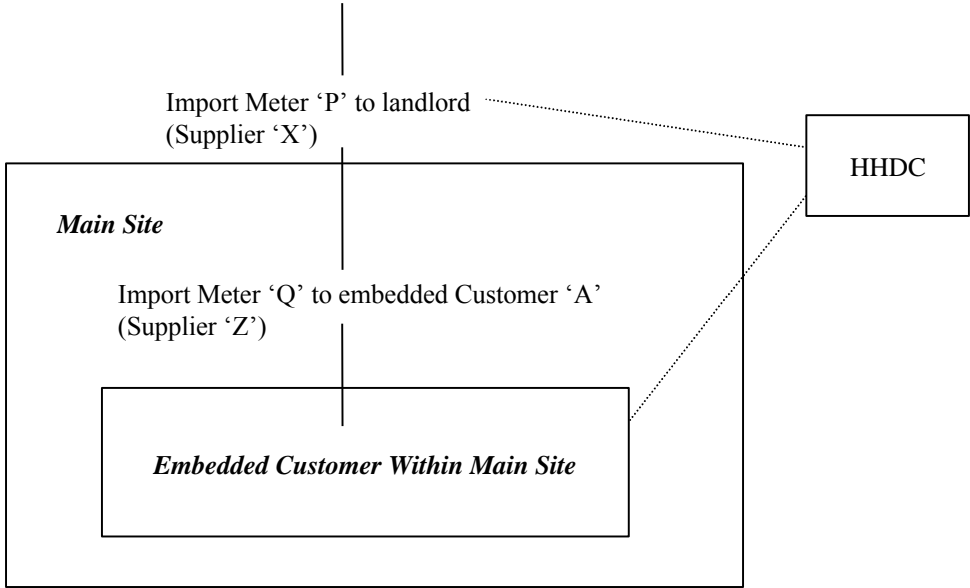 Import Meter ‘P’ to landlord
(Supplier ‘X’)
HHDC
Main Site
Import Meter ‘Q’ to embedded Customer ‘A’
(Supplier ‘Z’)
Embedded Customer Within Main Site